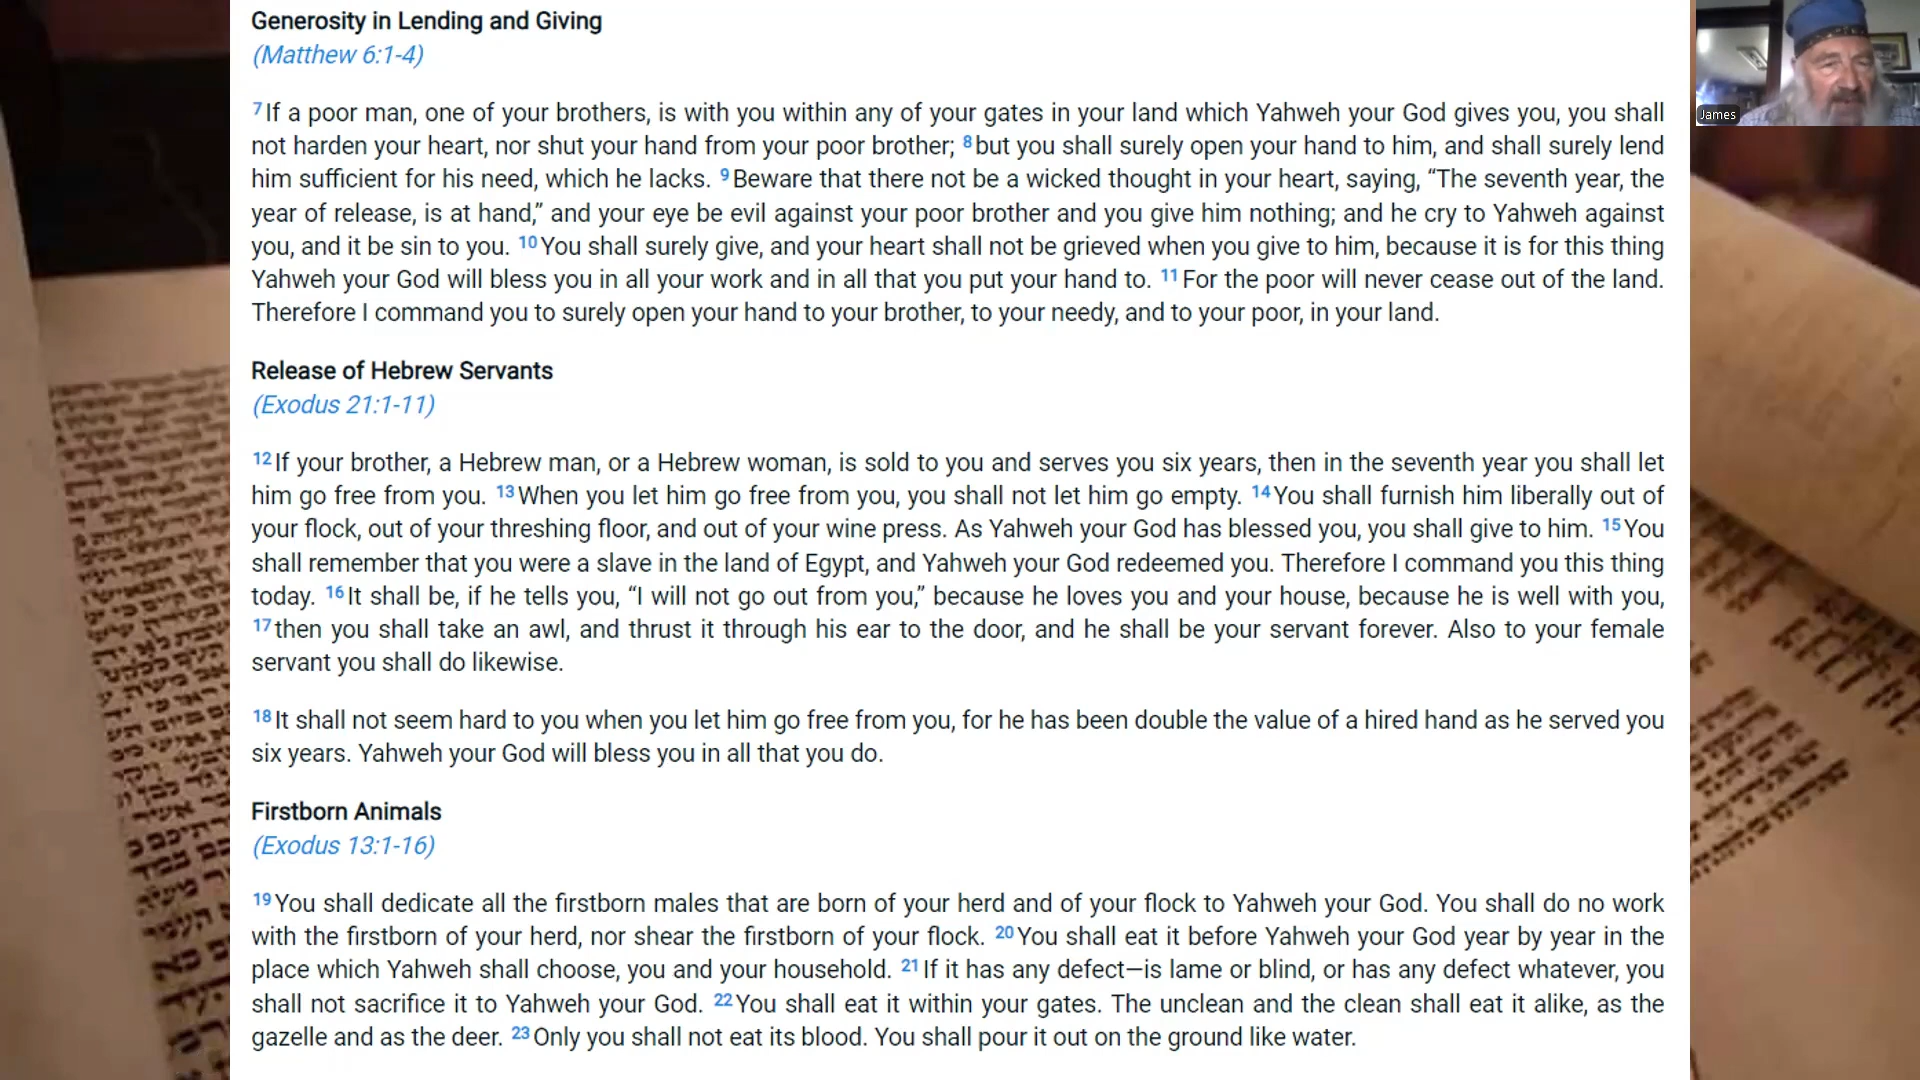 Generosity in Lending and Giving
(Matthew 6:1-4)
7 If a poor man, one of your brothers, is with you within any of your gates in your land which Yahweh your God gives you, you shall
not harden your heart, nor shut your hand from your poor brother; 8 but you shall surely open your hand to him, and shall surely lend
him sufficient for his need, which he lacks. 9 Beware that there not be a wicked thought in your heart, saying, “The seventh year, the
year of release, is at hand,” and your eye be evil against your poor brother and you give him nothing; and he cry to Yahweh against
you, and it be sin to you. 10 You shall surely give, and your heart shall not be grieved when you give to him, because it is for this thing
Yahweh your God will bless you in all your work and in all that you put your hand to. 11 For the poor will never cease out of the land.
Therefore I command you to surely open your hand to your brother, to your needy, and to your poor, in your land.
Release of Hebrew Servants
(Exodus 21:1-11)
12 If your brother, a Hebrew man, or a Hebrew woman, is sold to you and serves you six years, then in the seventh year you shall let
him go free from you. 13 When you let him go free from you, you shall not let him go empty. 14 You shall furnish him liberally out of
your flock, out of your threshing floor, and out of your wine press. As Yahweh your God has blessed you, you shall give to him. 15 You
shall remember that you were a slave in the land of Egypt, and Yahweh your God redeemed you. Therefore I command you this thing
today. 16 It shall be, if he tells you, “I will not go out from you,” because he loves you and your house, because he is well with you,
17 then you shall take an awl, and thrust it through his ear to the door, and he shall be your servant forever. Also to your female
servant you shall do likewise.
18 It shall not seem hard to you when you let him go free from you, for he has been double the value of a hired hand as he served you
six years. Yahweh your God will bless you in all that you do.
Firstborn Animals
(Exodus 13:1-16)
19 You shall dedicate all the firstborn males that are born of your herd and of your flock to Yahweh your God. You shall do no work
with the firstborn of your herd, nor shear the firstborn of your flock. 20 You shall eat it before Yahweh your God year by year in the
place which Yahweh shall choose, you and your household. 21 If it has any defect—is lame or blind, or has any defect whatever, you
shall not sacrifice it to Yahweh your God. 22 You shall eat it within your gates. The unclean and the clean shall eat it alike, as the
gazelle and as the deer. 23 Only you shall not eat its blood. You shall pour it out on the ground like water.
James